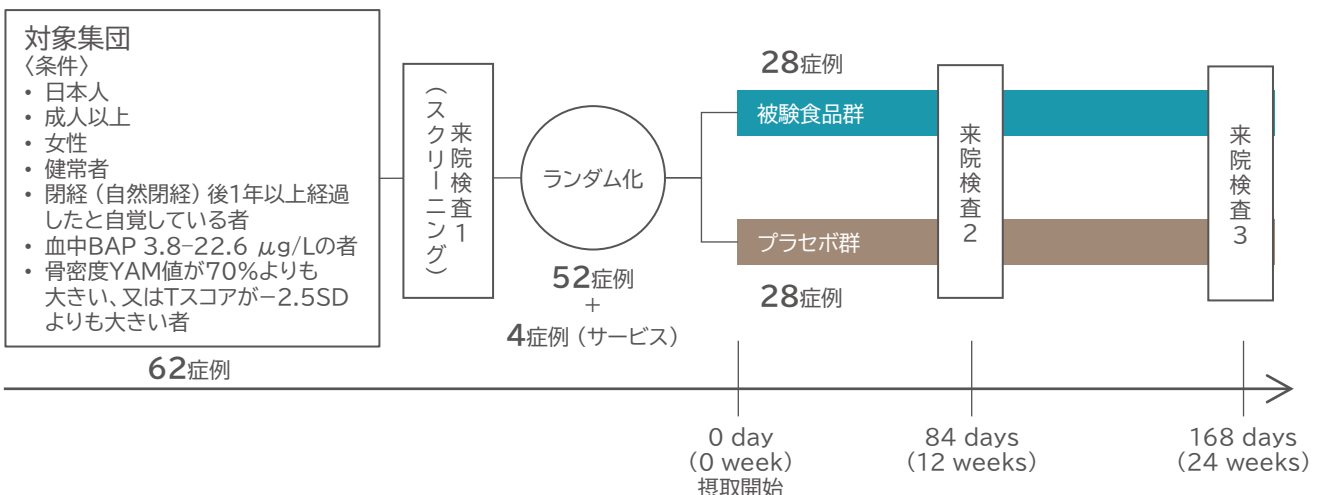 対象集団
〈条件〉
• 日本人
• 成人以上
• 女性
• 健常者
• 閉経（自然閉経）後1年以上経過
したと自覚している者
• 血中BAP 3.8–22.6 μg/Lの者
• 骨密度YAM値が70%よりも
大きい、又はTスコアが−2.5SD
よりも大きい者
62症例
来院検査1
（スクリーニング）
ランダム化
52症例
+
4症例（サービス）
28症例
被験食品群
プラセボ群
28症例
来院検査2
来院検査3
0 day
(0 week)
摂取開始
84 days
(12 weeks)
168 days
(24 weeks)